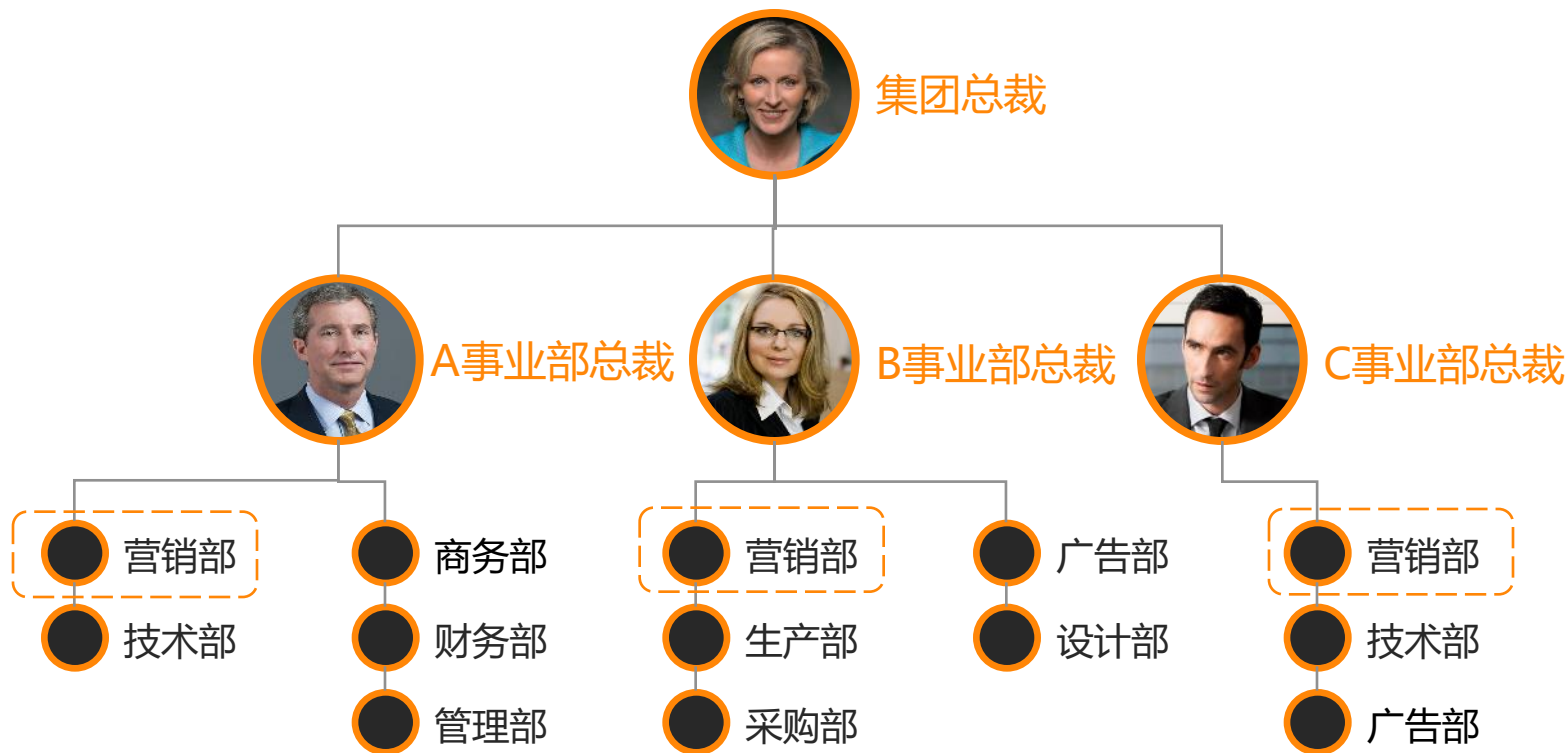 集团总裁
A事业部总裁
B事业部总裁
C事业部总裁
营销部
商务部
营销部
广告部
营销部
技术部
财务部
生产部
设计部
技术部
管理部
采购部
广告部